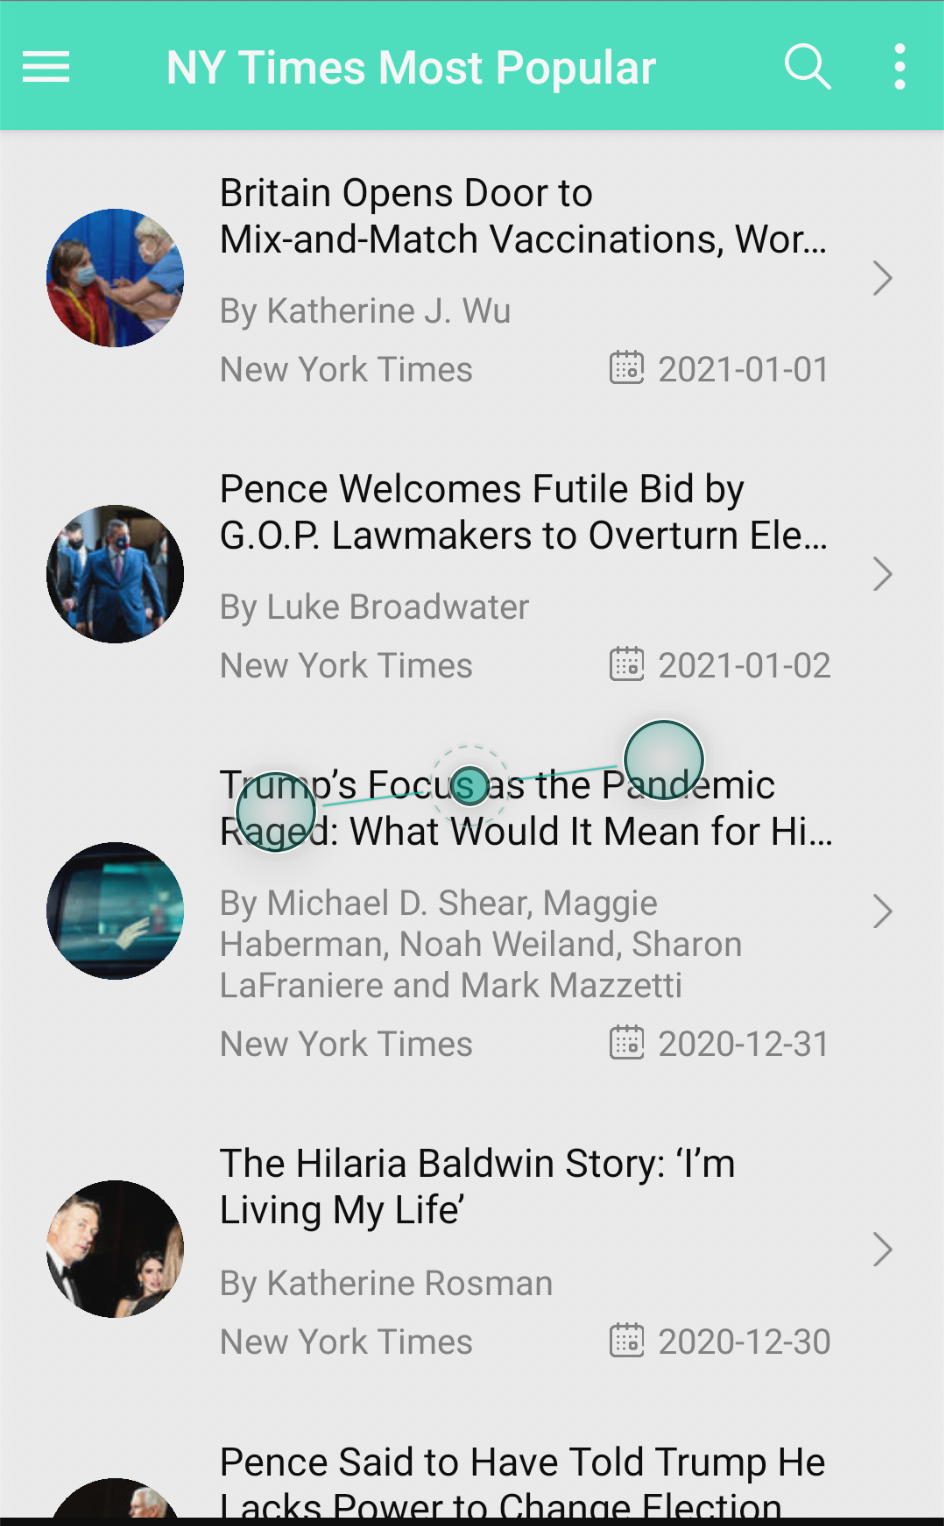 NY Times Most Popular
Britain Opens Door to
Mix-and-Match Vaccinations, Wor...
By Katherine J. Wu
New York Times 2021-01-01
Pence Welcomes Futile Bid by
G.O.P. Lawmakers to Overturn Ele...
By Luke Broadwater
New York Times 2021-01-02
Trump’s Focus as the Pandemic
Raged: What Would It Mean for Hi...
By Michael D. Shear, Maggie
Haberman, Noah Weiland, Sharon
LaFraniere and Mark Mazzetti
New York Times 2020-12-31
The Hilaria Baldwin Story: ‘I’m
Living My Life’
By Katherine Rosman
New York Times 2020-12-30
Pence Said to Have Told Trump He
Lacks Power to Change Election